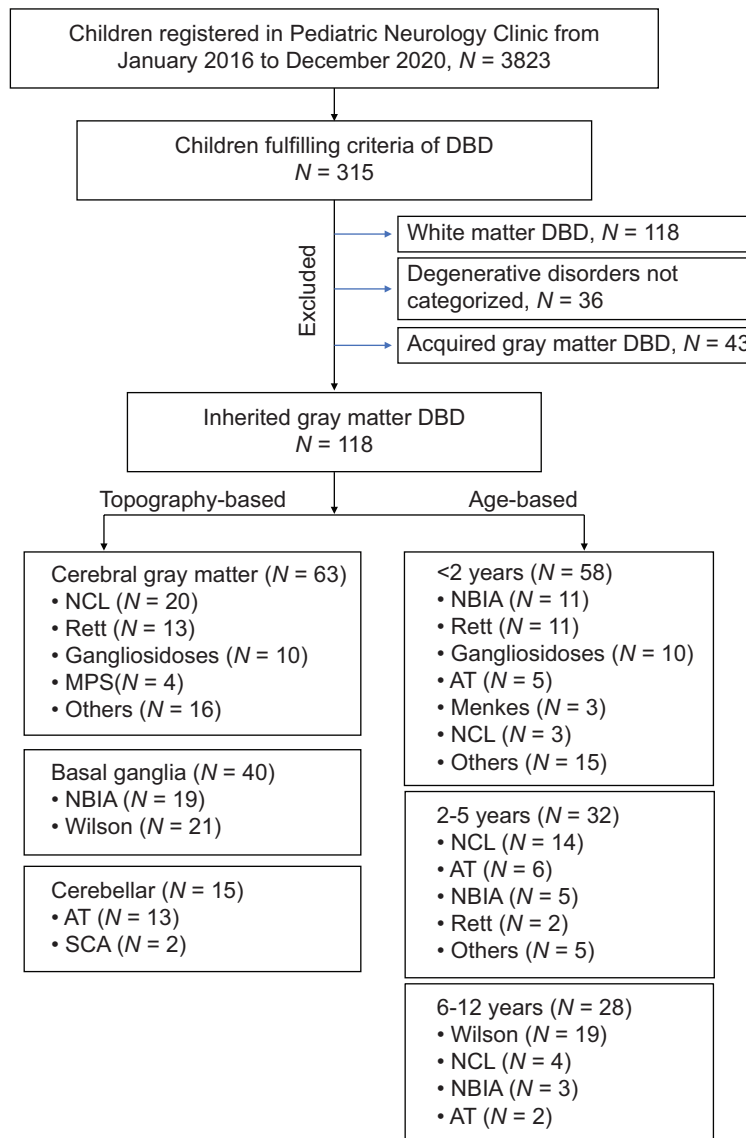 Children registered in Pediatric Neurology Clinic from
January 2016 to December 2020, N = 3823
Children fulfilling criteria of DBD
N = 315
Excluded
White matter DBD, N = 118
Degenerative disorders not
categorized, N = 36
Acquired gray matter DBD, N = 43
Inherited gray matter DBD
N = 118
Topography-based
Age-based
Cerebral gray matter (N = 63)
• NCL (N = 20)
• Rett (N = 13)
• Gangliosidoses (N = 10)
• MPS(N = 4)
• Others (N = 16)
Basal ganglia (N = 40)
• NBIA (N = 19)
• Wilson (N = 21)
Cerebellar (N = 15)
• AT (N = 13)
• SCA (N = 2)
<2 years (N = 58)
• NBIA (N = 11)
• Rett (N = 11)
• Gangliosidoses (N = 10)
• AT (N = 5)
• Menkes (N = 3)
• NCL (N = 3)
• Others (N = 15)
2-5 years (N = 32)
• NCL (N = 14)
• AT (N = 6)
• NBIA (N = 5)
• Rett (N = 2)
• Others (N = 5)
6-12 years (N = 28)
• Wilson (N = 19)
• NCL (N = 4)
• NBIA (N = 3)
• AT (N = 2)